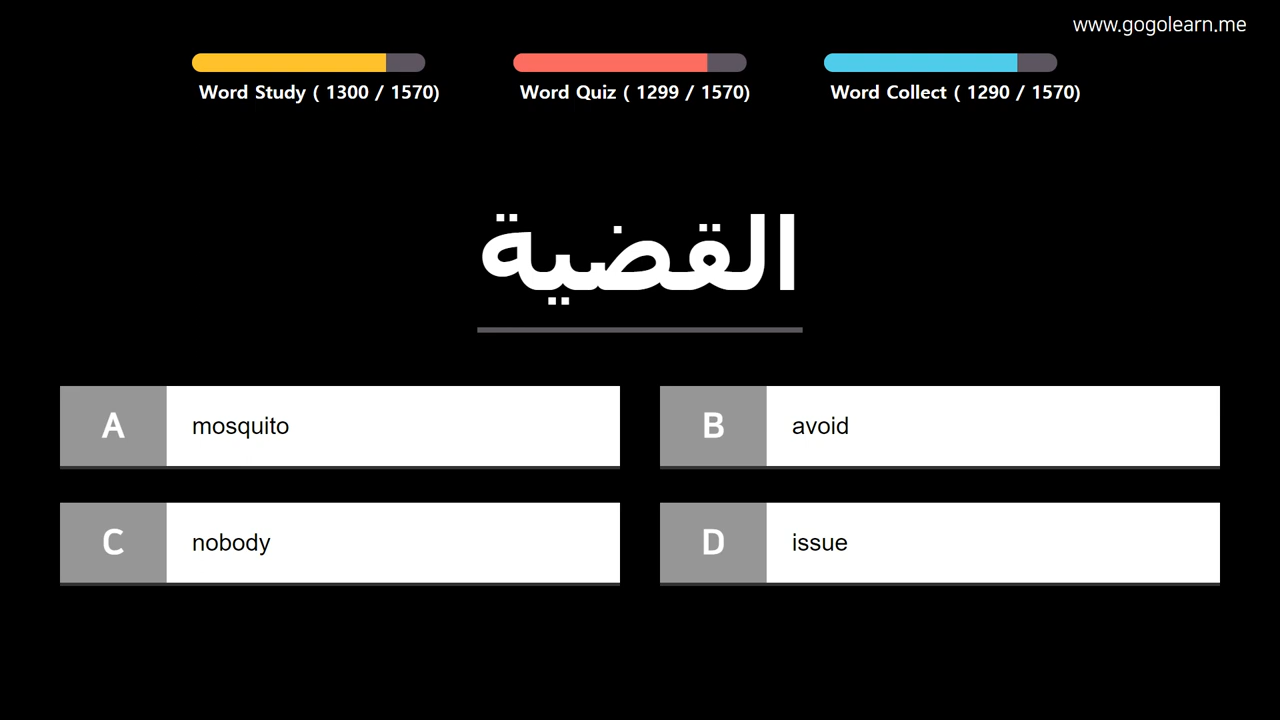 www.gogolearn.me
Word Study ( 1300 / 1570)
Word Quiz ( 1299 / 1570)
Word Collect ( 1290 / 1570)
القضية
A mosquito
B avoid
C nobody
D issue